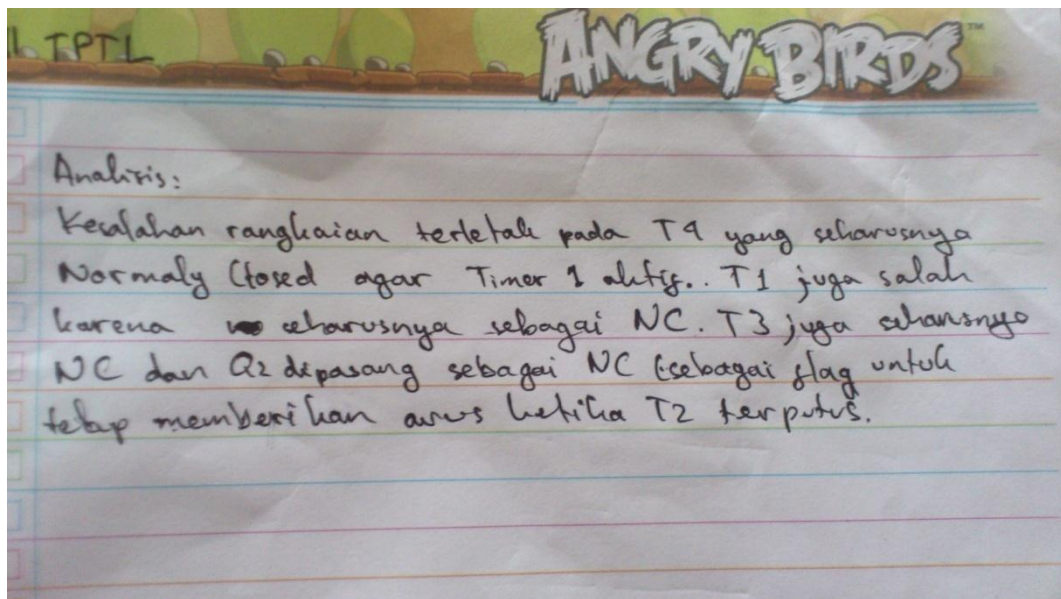 TPTL
ANGRY BIRDS™
Analisis:
Kesalahan rangkaian terletak pada T4 yang seharusnya
Normaly Closed agar Timer 1 aktif.. T1 juga salah
karena seharusnya sebagai NC. T3 juga seharusnya
NC dan Q2 dipasang sebagai NC (sebagai flag untuk
tetap memberikan arus ketika T2 terputus.